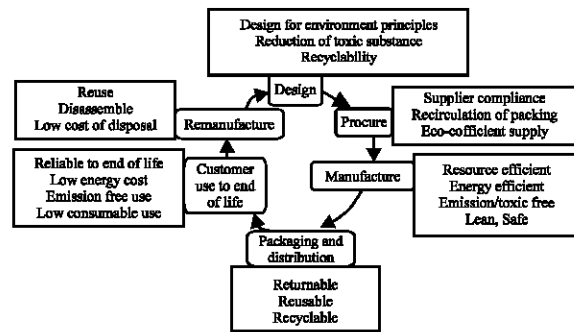 Design for environment principles
Reduction of toxic substance
Recyclability
Design
Reuse
Disassemble
Low cost of disposal
Remanufacture
Procure
Supplier compliance
Recirculation of packing
Eco-cofficient supply
Reliable to end of life
Low energy cost
Emission free use
Low consumable use
Customer
use to end
of life
Manufacture
Resource efficient
Energy efficient
Emission/toxic free
Lean, Safe
Packaging and
distribution
Returnable
Reusable
Recyclable